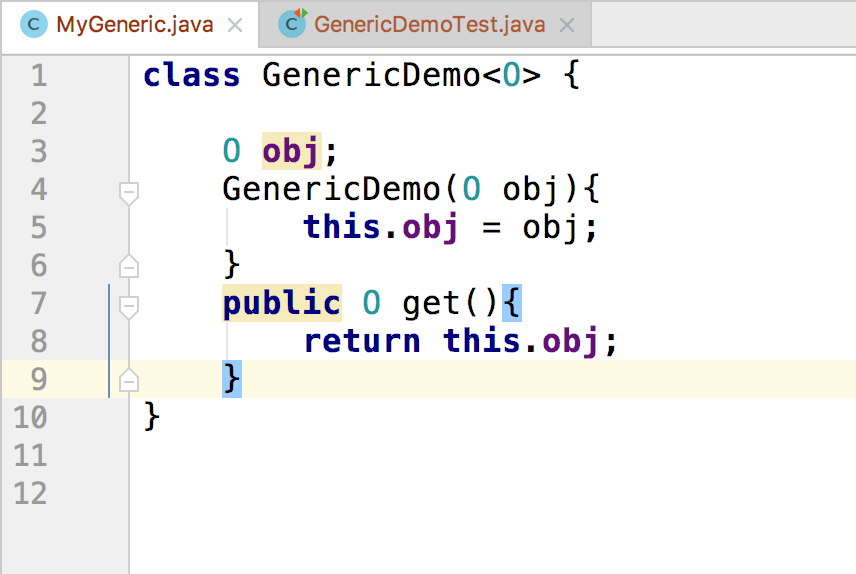 C MyGeneric.java × C GenericDemoTest.java ×
1 class GenericDemo<O> {
2
3     O obj;
4     GenericDemo(O obj){
5         this.obj = obj;
6     }
7     public O get(){
8         return this.obj;
9     }
10 }
11
12